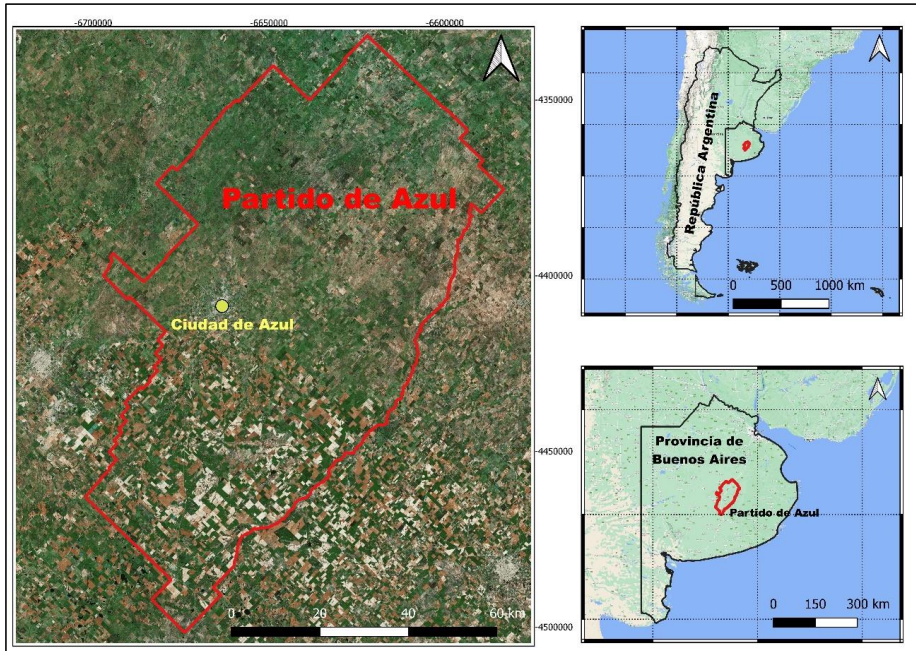 -6700000
-6650000
-6600000
-4350000
-4400000
-4450000
-4500000
Partido de Azul
Ciudad de Azul
0 20 40 60 km
República Argentina
0 500 1000 km
Provincia de
Buenos Aires
Partido de Azul
0 150 300 km